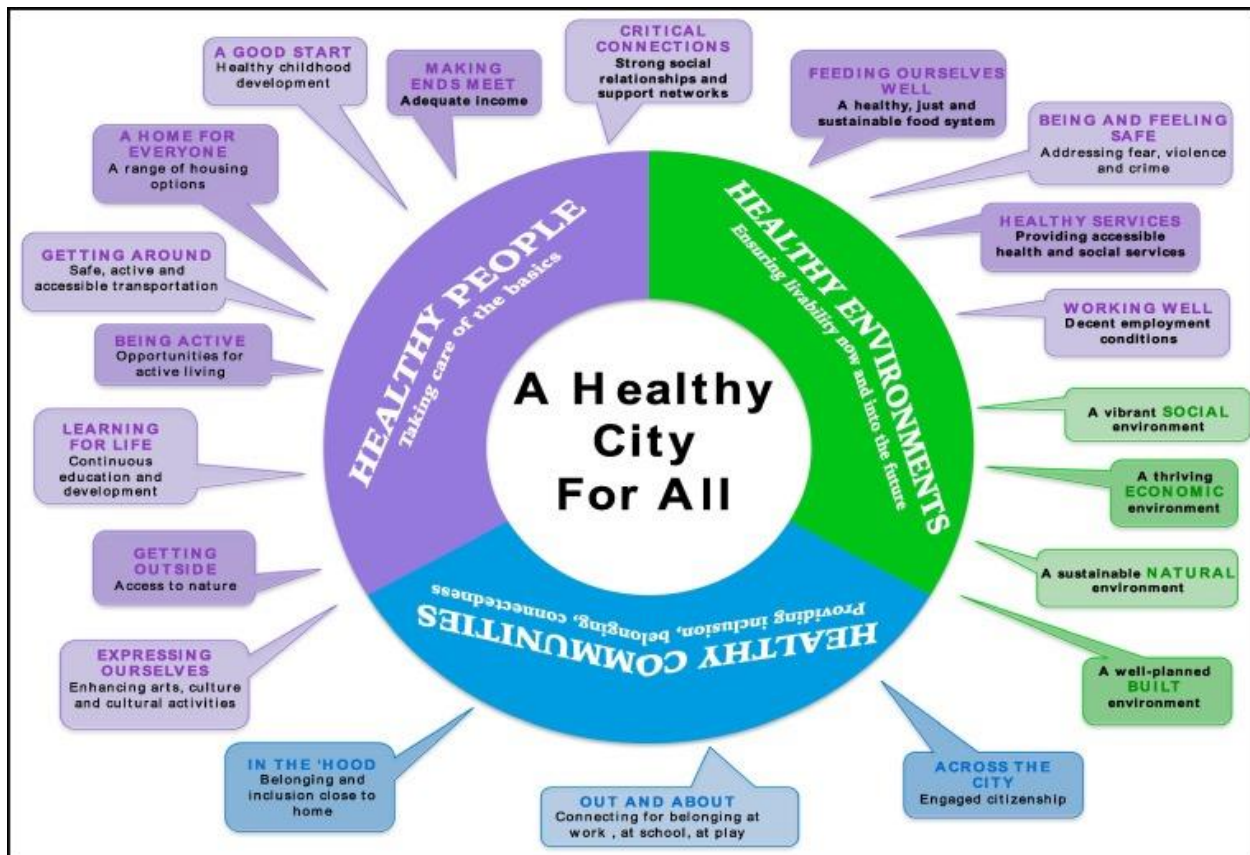 A Healthy
City
For All
HEALTHY PEOPLE
Taking care of the basics
HEALTHY ENVIRONMENTS
Ensuring livability now and into the future
HEALTHY COMMUNITIES
Providing inclusion, belonging, connectedness
A GOOD START
Healthy childhood
development
MAKING
ENDS MEET
Adequate income
CRITICAL
CONNECTIONS
Strong social
relationships and
support networks
FEEDING OURSELVES
WELL
A healthy, just and
sustainable food system
BEING AND FEELING
SAFE
Addressing fear, violence
and crime
HEALTHY SERVICES
Providing accessible
health and social services
WORKING WELL
Decent employment
conditions
A vibrant SOCIAL
environment
A thriving
ECONOMIC
environment
A sustainable NATURAL
environment
A well-planned
BUILT
environment
ACROSS THE
CITY
Engaged citizenship
OUT AND ABOUT
Connecting for belonging at
work , at school, at play
IN THE 'HOOD
Belonging and
inclusion close to
home
EXPRESSING
OURSELVES
Enhancing arts, culture
and cultural activities
GETTING
OUTSIDE
Access to nature
LEARNING
FOR LIFE
Continuous
education and
development
BEING ACTIVE
Opportunities for
active living
GETTING AROUND
Safe, active and
accessible transportation
A HOME FOR
EVERYONE
A range of housing
options